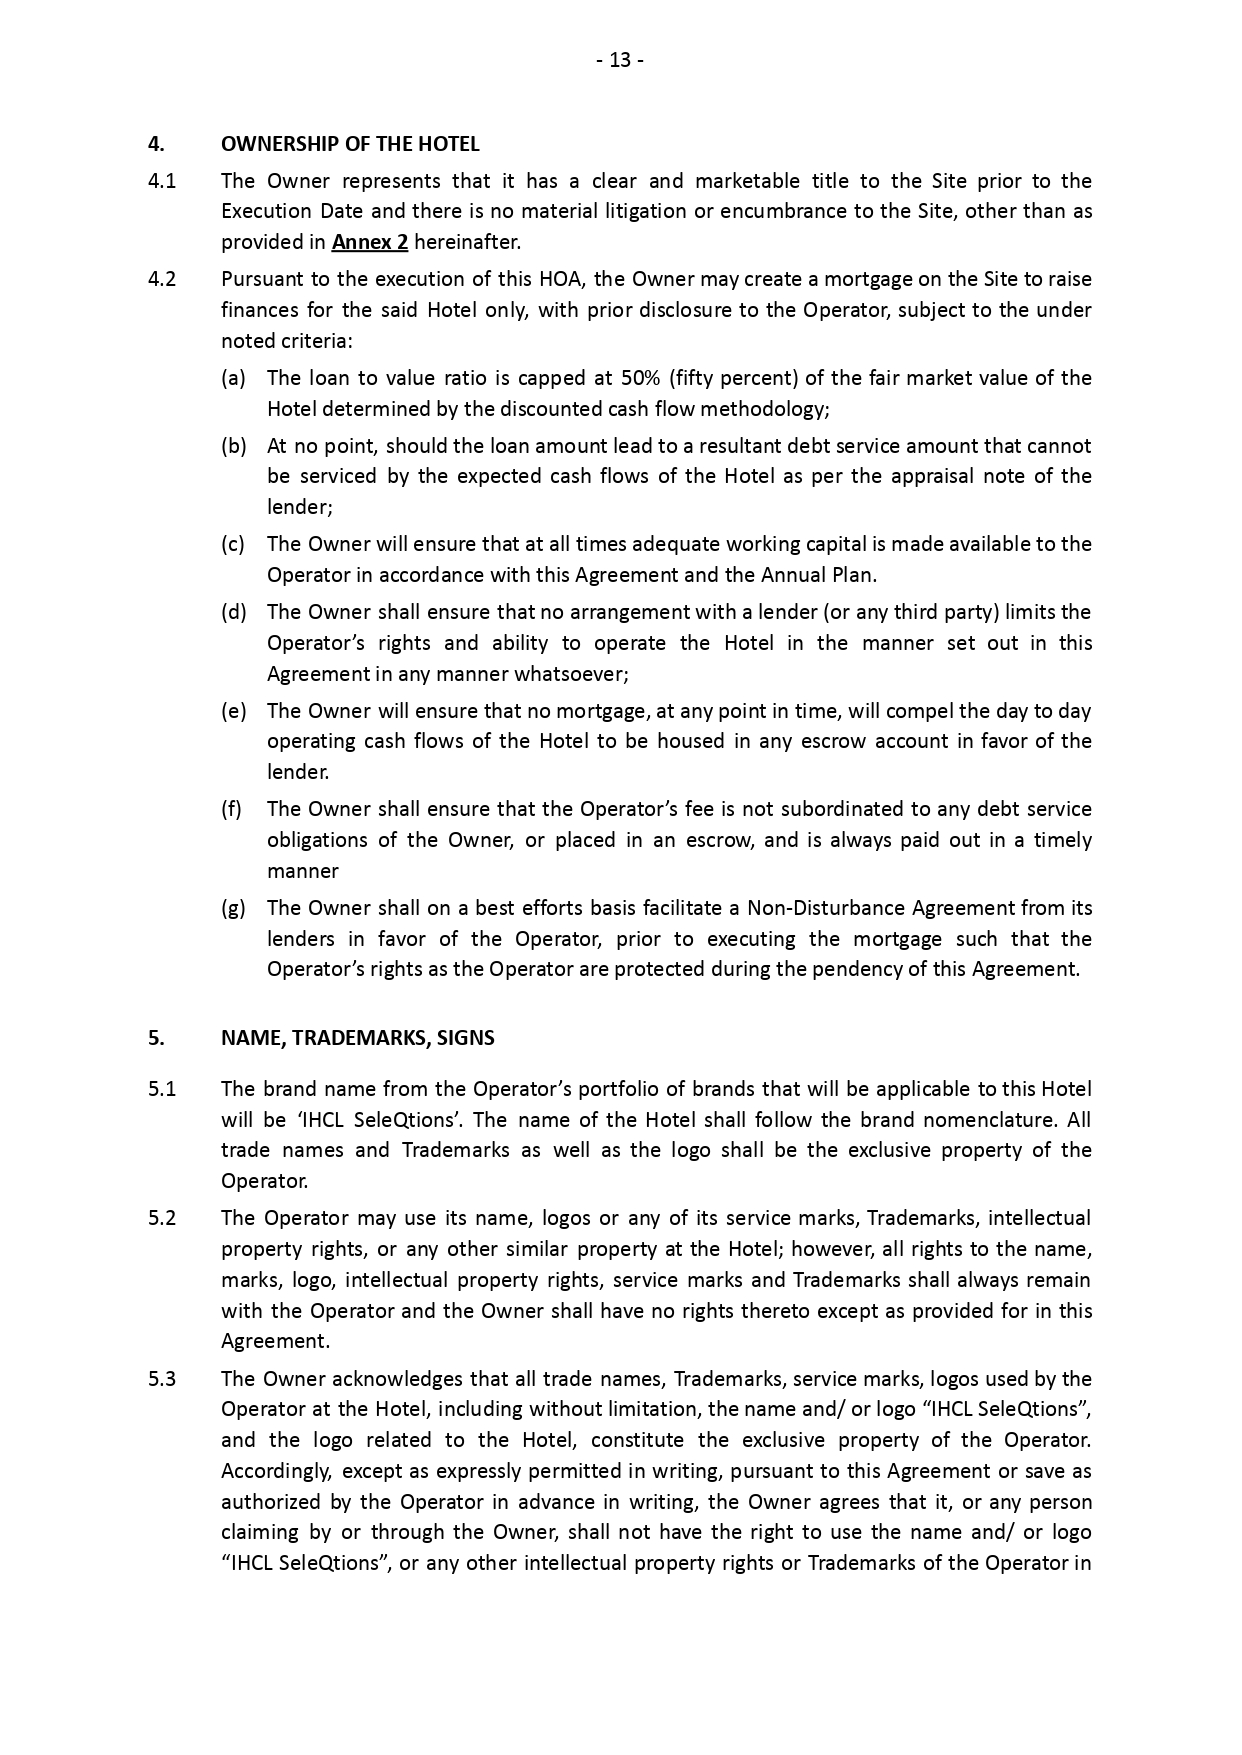 - 13 -
4. OWNERSHIP OF THE HOTEL
4.1 The Owner represents that it has a clear and marketable title to the Site prior to the
Execution Date and there is no material litigation or encumbrance to the Site, other than as
provided in Annex 2 hereinafter.
4.2 Pursuant to the execution of this HOA, the Owner may create a mortgage on the Site to raise
finances for the said Hotel only, with prior disclosure to the Operator, subject to the under
noted criteria:
(a) The loan to value ratio is capped at 50% (fifty percent) of the fair market value of the
Hotel determined by the discounted cash flow methodology;
(b) At no point, should the loan amount lead to a resultant debt service amount that cannot
be serviced by the expected cash flows of the Hotel as per the appraisal note of the
lender;
(c) The Owner will ensure that at all times adequate working capital is made available to the
Operator in accordance with this Agreement and the Annual Plan.
(d) The Owner shall ensure that no arrangement with a lender (or any third party) limits the
Operator’s rights and ability to operate the Hotel in the manner set out in this
Agreement in any manner whatsoever;
(e) The Owner will ensure that no mortgage, at any point in time, will compel the day to day
operating cash flows of the Hotel to be housed in any escrow account in favor of the
lender.
(f) The Owner shall ensure that the Operator’s fee is not subordinated to any debt service
obligations of the Owner, or placed in an escrow, and is always paid out in a timely
manner
(g) The Owner shall on a best efforts basis facilitate a Non-Disturbance Agreement from its
lenders in favor of the Operator, prior to executing the mortgage such that the
Operator’s rights as the Operator are protected during the pendency of this Agreement.
5. NAME, TRADEMARKS, SIGNS
5.1 The brand name from the Operator’s portfolio of brands that will be applicable to this Hotel
will be ‘IHCL SeleQtions’. The name of the Hotel shall follow the brand nomenclature. All
trade names and Trademarks as well as the logo shall be the exclusive property of the
Operator.
5.2 The Operator may use its name, logos or any of its service marks, Trademarks, intellectual
property rights, or any other similar property at the Hotel; however, all rights to the name,
marks, logo, intellectual property rights, service marks and Trademarks shall always remain
with the Operator and the Owner shall have no rights thereto except as provided for in this
Agreement.
5.3 The Owner acknowledges that all trade names, Trademarks, service marks, logos used by the
Operator at the Hotel, including without limitation, the name and/ or logo “IHCL SeleQtions”,
and the logo related to the Hotel, constitute the exclusive property of the Operator.
Accordingly, except as expressly permitted in writing, pursuant to this Agreement or save as
authorized by the Operator in advance in writing, the Owner agrees that it, or any person
claiming by or through the Owner, shall not have the right to use the name and/ or logo
“IHCL SeleQtions”, or any other intellectual property rights or Trademarks of the Operator in